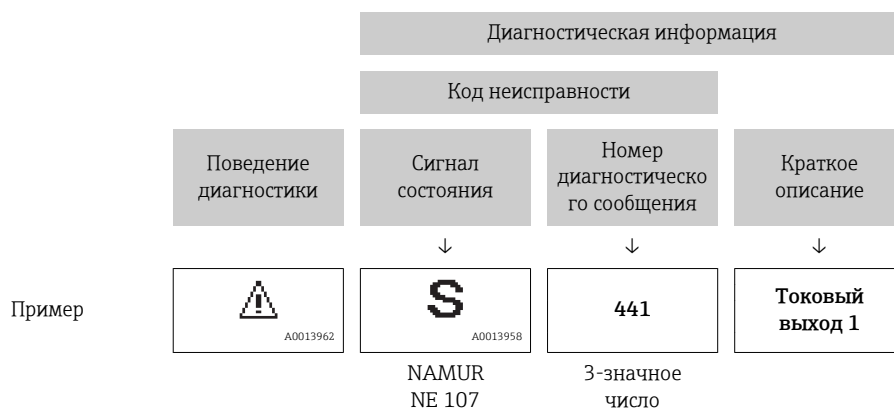 Диагностическая информация
Код неисправности
Поведение
диагностики
Сигнал
состояния
Номер
диагностическо
го сообщения
Краткое
описание
↓ ↓ ↓
Пример
A0013962
S
A0013958
441
Токовый
выход 1
NAMUR
NE 107
3-значное
число